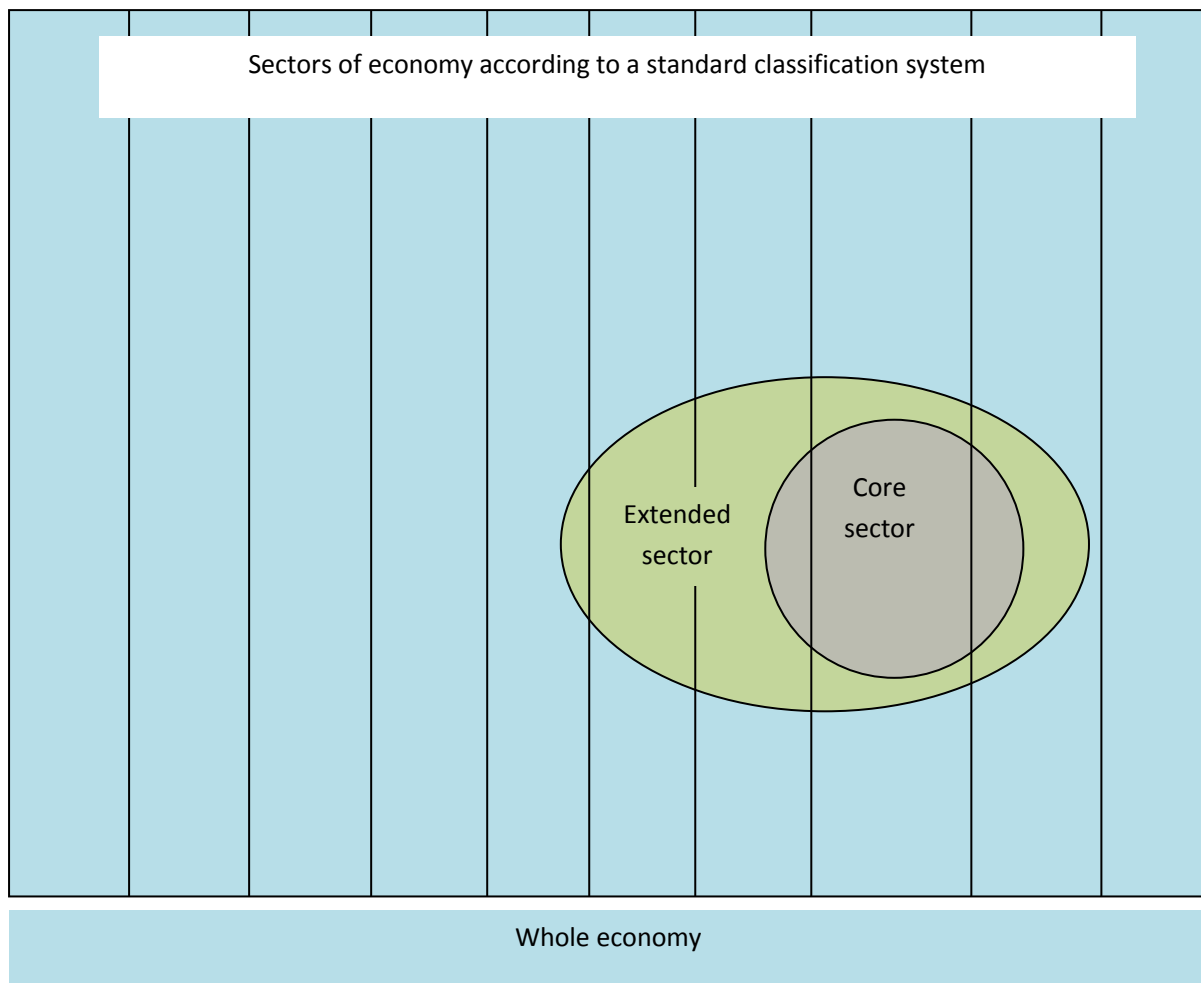 Sectors of economy according to a standard classification system
Extended
sector
Core
sector
Whole economy